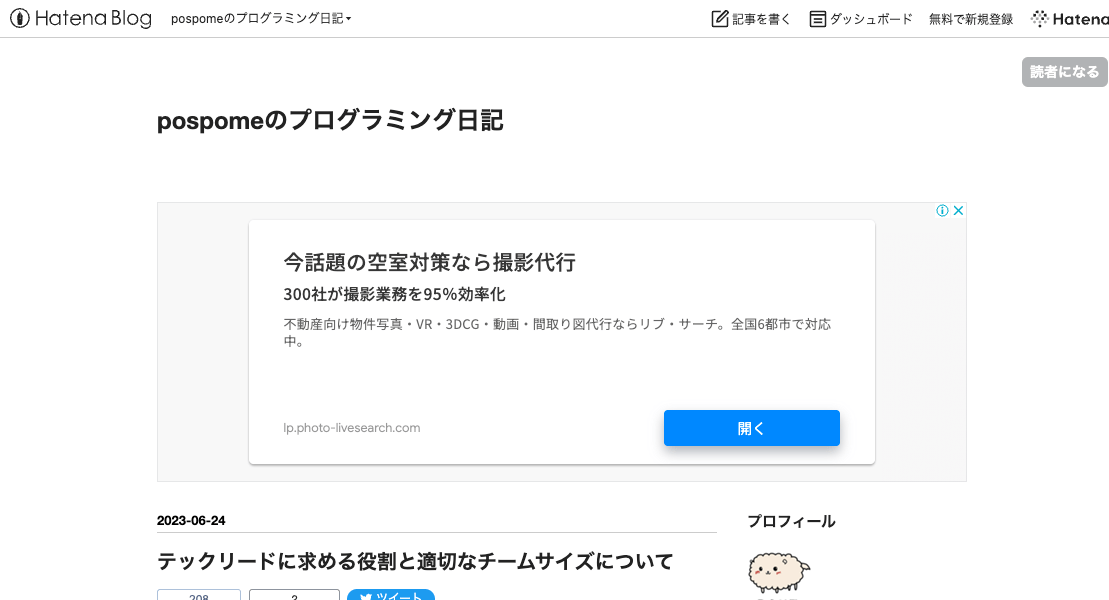 Hatena Blog pospomeのプログラミング日記 記事を書く ダッシュボード 無料で新規登録 Hatena
読者になる
pospomeのプログラミング日記
今話題の空室対策なら撮影代行
300社が撮影業務を95%効率化
不動産向け物件写真・VR・3DCG・動画・間取り図代行ならリブ・サーチ。全国6都市で対応
中。
lp.photo-livesearch.com 開く
2023-06-24
プロフィール
テックリードに求める役割と適切なチームサイズについて
208 2 ツイート